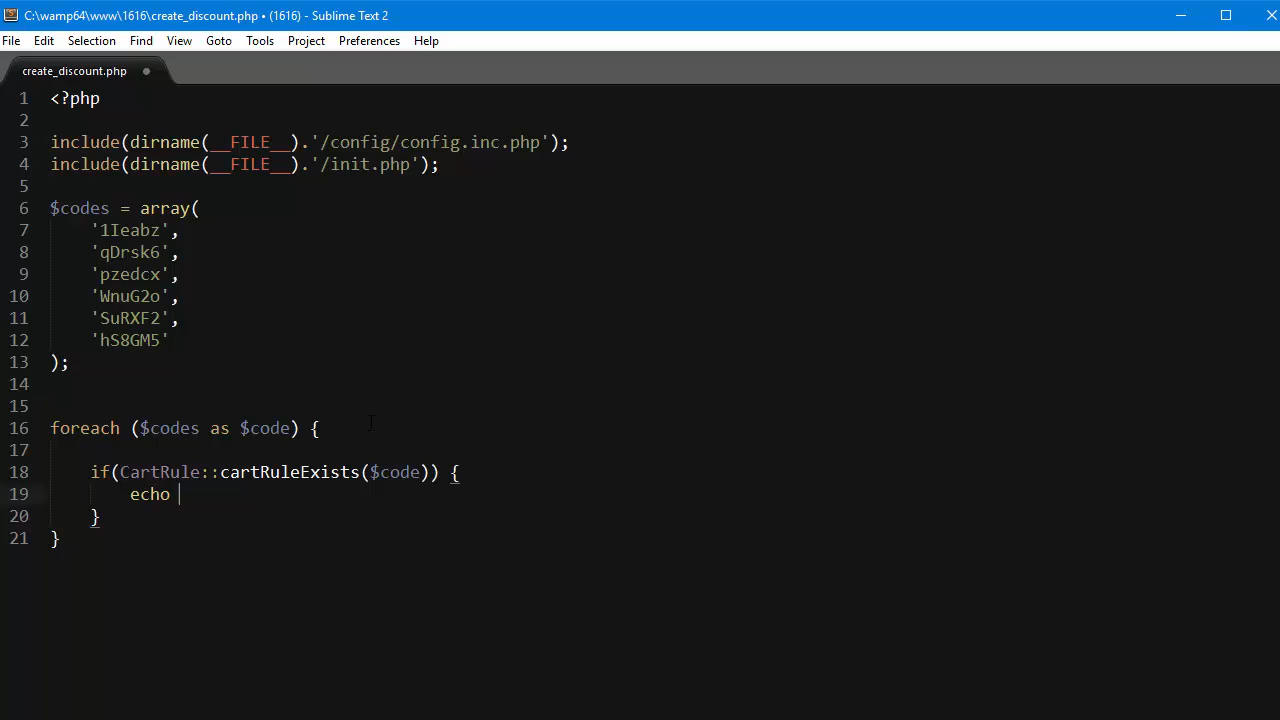 C:\wamp64\www\1616\create_discount.php • (1616) - Sublime Text 2
File Edit Selection Find View Goto Tools Project Preferences Help
create_discount.php
1 <?php
2
3 include(dirname(__FILE__).'/config/config.inc.php');
4 include(dirname(__FILE__).'/init.php');
5
6 $codes = array(
7 '1Ieabz',
8 'qDrsk6',
9 'pzedcx',
10 'WnuG2o',
11 'SuRXF2',
12 'hS8GM5'
13 );
14
15
16 foreach ($codes as $code) {
17
18 if(CartRule::cartRuleExists($code)) {
19 echo
20 }
21 }